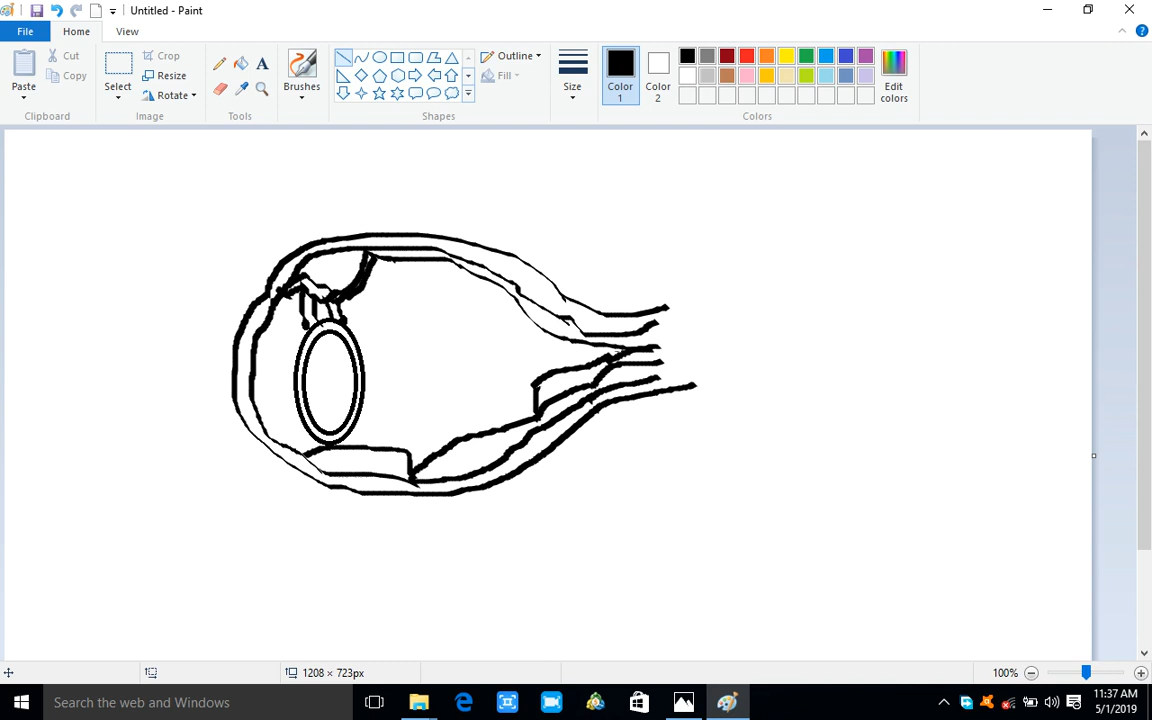 Untitled - Paint
File
Home
View
Paste
Cut
Copy
Clipboard
Select
Crop
Resize
Rotate
Image
A
Tools
Brushes
Outline
Fill
Shapes
Size
Color 1
Color 2
Edit colors
Colors
1208 × 723px
100%
Search the web and Windows
11:37 AM
5/1/2019